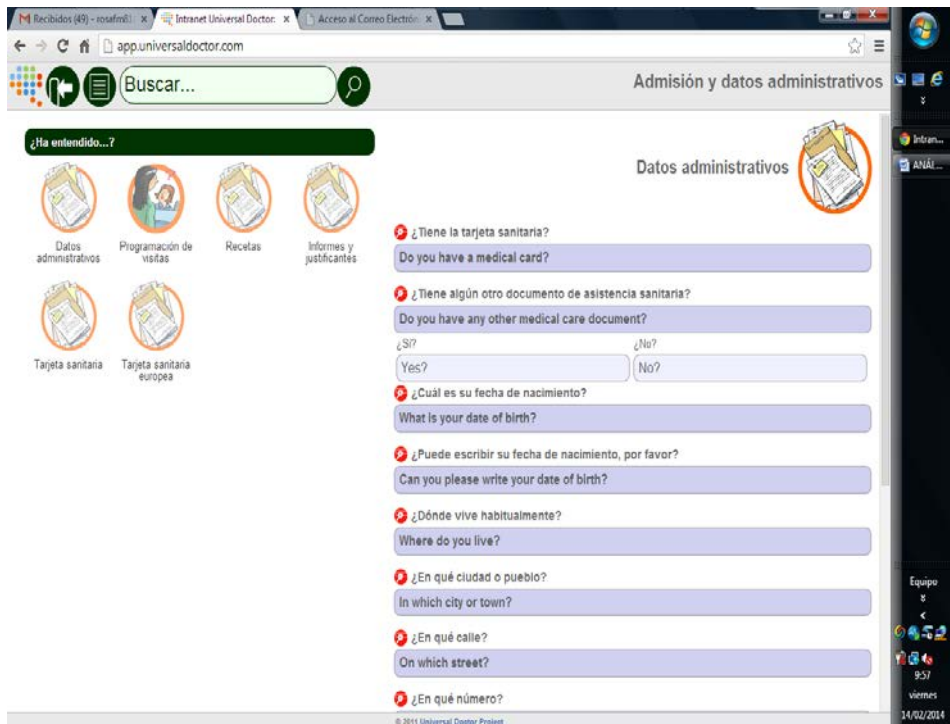 Recibidos (49) - rosafm8
Intranet Universal Doctor:
Acceso al Correo Electrón
app.universaldoctor.com
Buscar...
Admisión y datos administrativos
¿Ha entendido...?
Datos administrativos
Programación de visitas
Recetas
Informes y justificantes
Tarjeta sanitaria
Tarjeta sanitaria europea
Datos administrativos
¿Tiene la tarjeta sanitaria?
Do you have a medical card?
¿Tiene algún otro documento de asistencia sanitaria?
Do you have any other medical care document?
¿Sí? ¿No?
Yes? No?
¿Cuál es su fecha de nacimiento?
What is your date of birth?
¿Puede escribir su fecha de nacimiento, por favor?
Can you please write your date of birth?
¿Dónde vive habitualmente?
Where do you live?
¿En qué ciudad o pueblo?
In which city or town?
¿En qué calle?
On which street?
¿En qué número?
© 2011 Universal Doctor Project
Intran...
ANÁL...
Equipo
9:57
viernes
14/02/2014